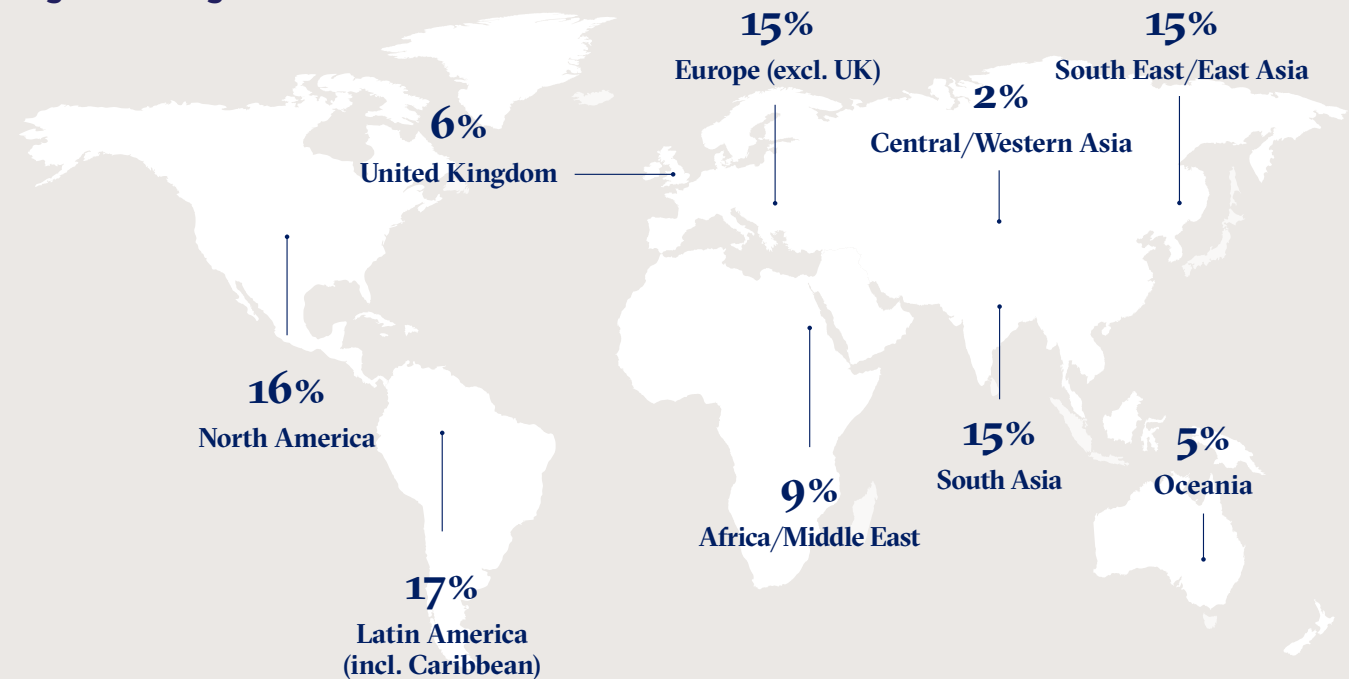 15%
Europe (excl. UK)
15%
South East/East Asia
2%
Central/Western Asia
6%
United Kingdom
16%
North America
15%
South Asia
5%
Oceania
9%
Africa/Middle East
17%
Latin America
(incl. Caribbean)